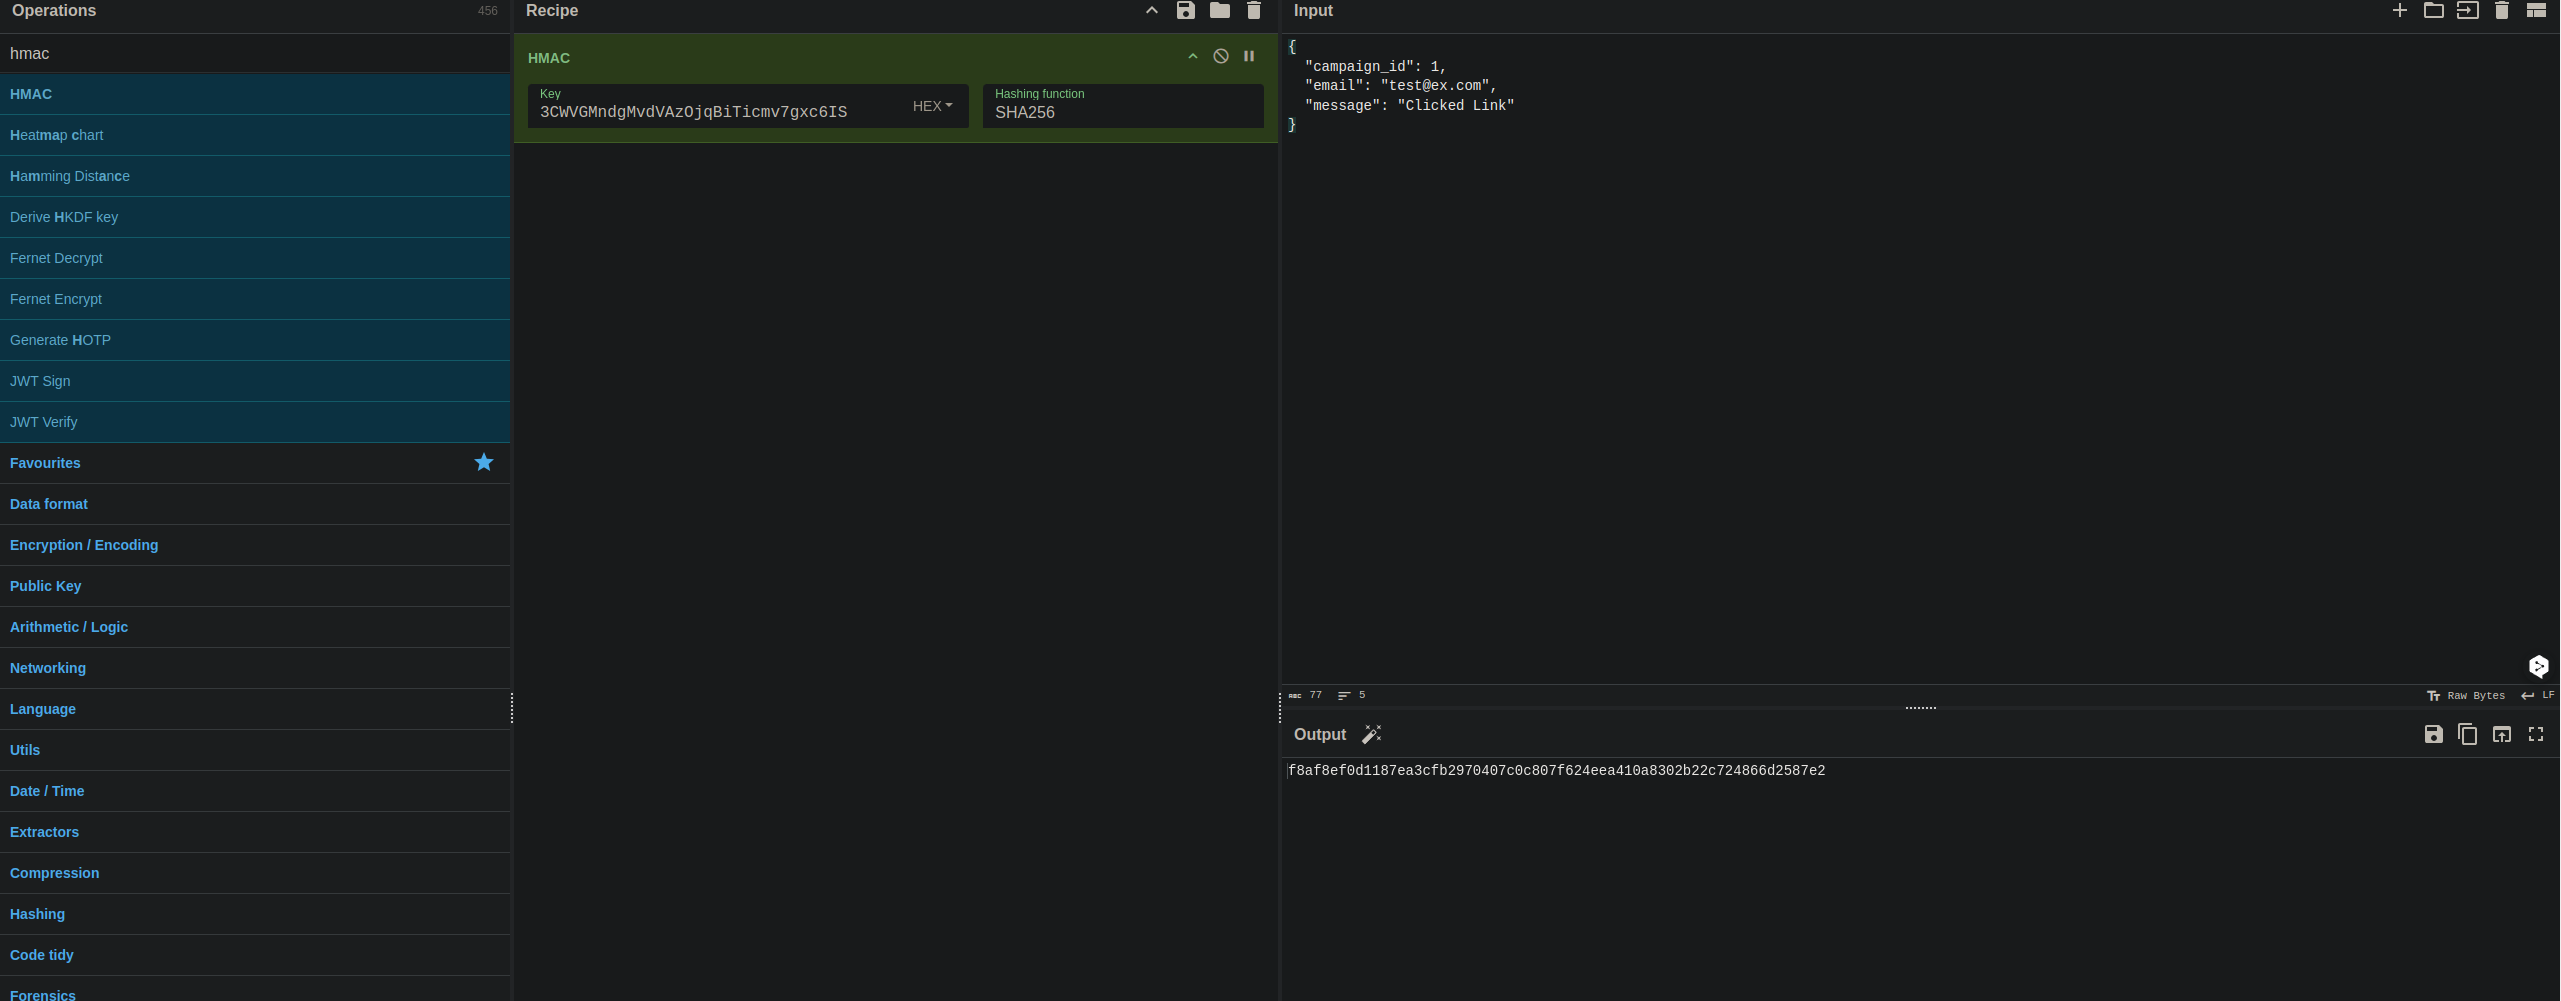 Operations 456
hmac
HMAC
Heatmap chart
Hamming Distance
Derive HKDF key
Fernet Decrypt
Fernet Encrypt
Generate HOTP
JWT Sign
JWT Verify
Favourites
Data format
Encryption / Encoding
Public Key
Arithmetic / Logic
Networking
Language
Utils
Date / Time
Extractors
Compression
Hashing
Code tidy
Forensics
Recipe
HMAC
Key
3CWVGMndgMvdVAzOjqBiTicmv7gxc6IS HEX
Hashing function
SHA256
Input
{
"campaign_id": 1,
"email": "test@ex.com",
"message": "Clicked Link"
}
ABC 77 5 Tr Raw Bytes LF
Output
f8af8ef0d1187ea3cfb2970407c0c807f624eea410a8302b22c724866d2587e2